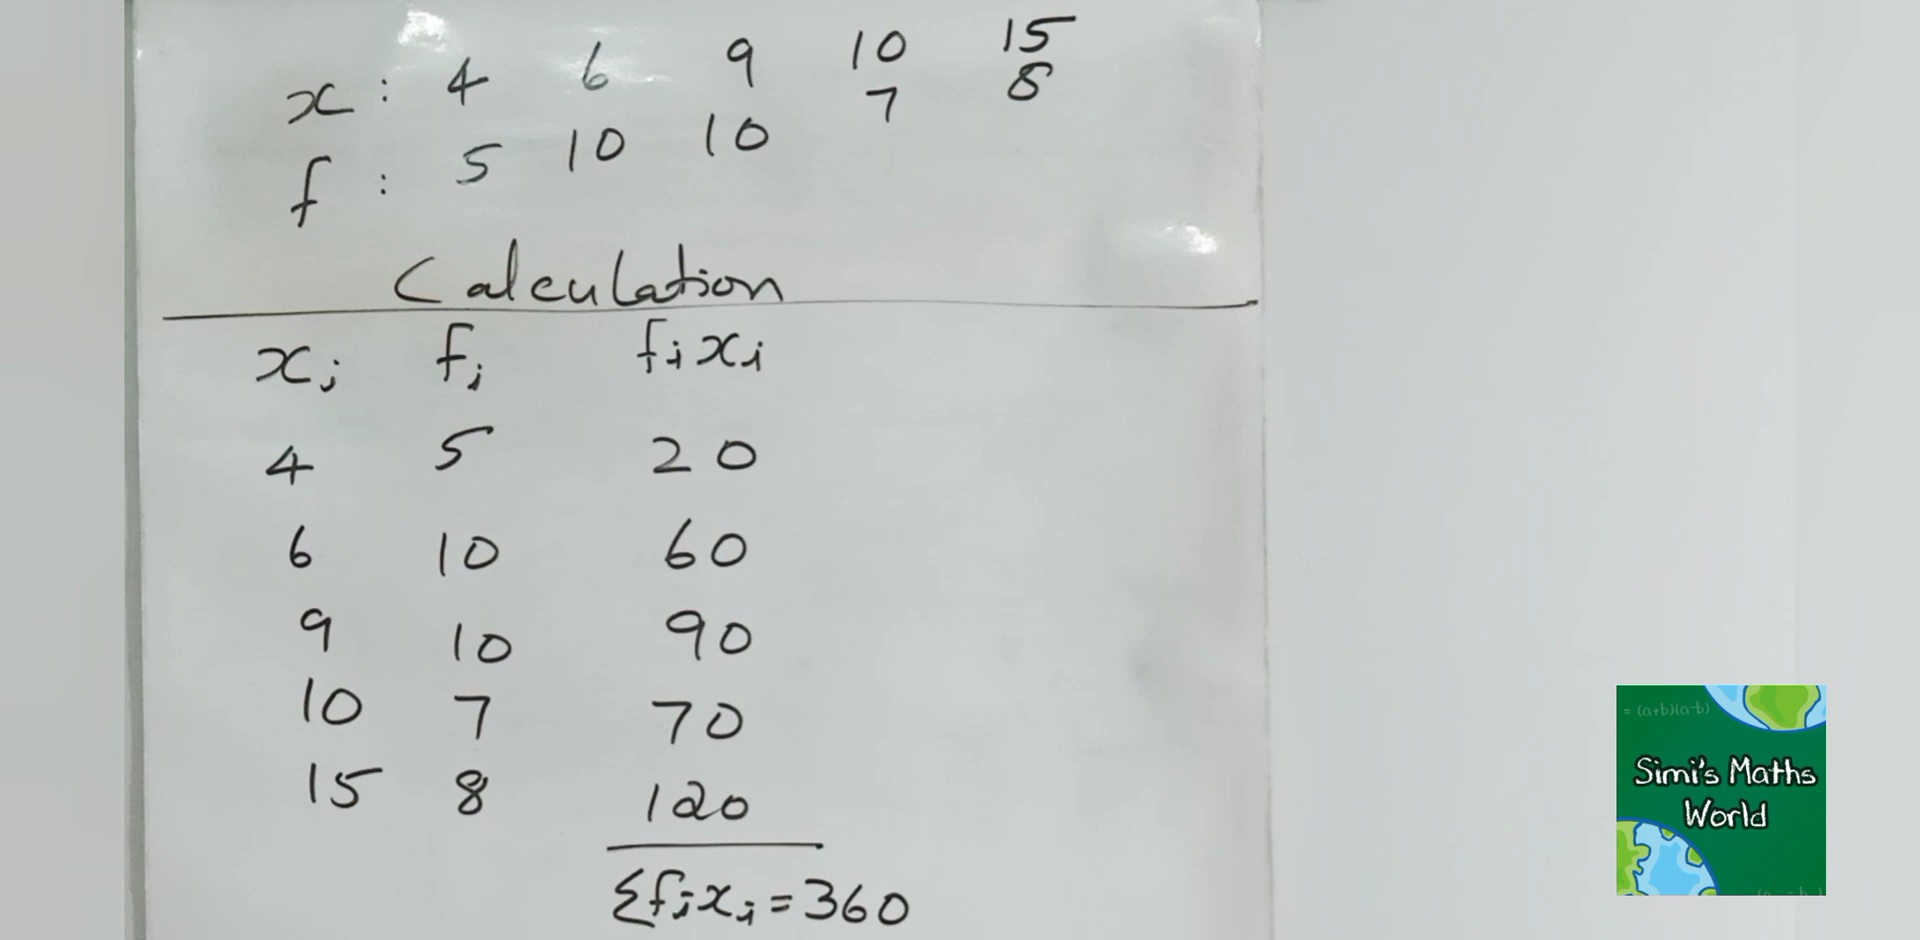 x : 4 6 9 10 15
f : 5 10 10 7 8
Calculation
xi fi fixi
4 5 20
6 10 60
9 10 90
10 7 70
15 8 120
Σfixi = 360
= (a+b)(a-b)
Simi's Maths
World